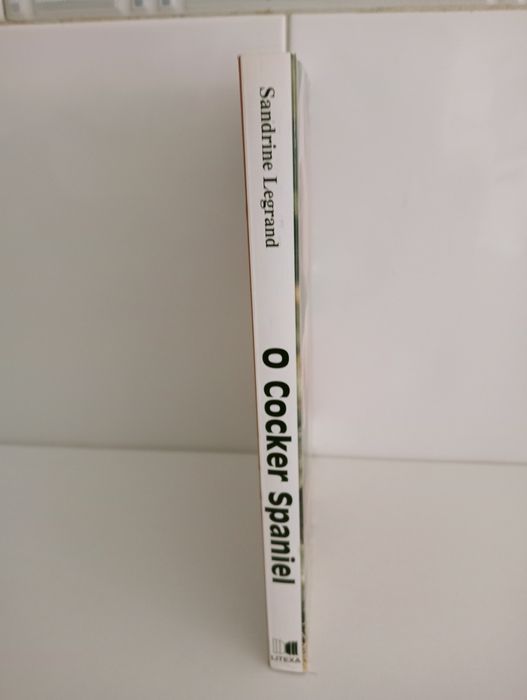 Sandrine Legrand
O Cocker Spaniel
LITEXA